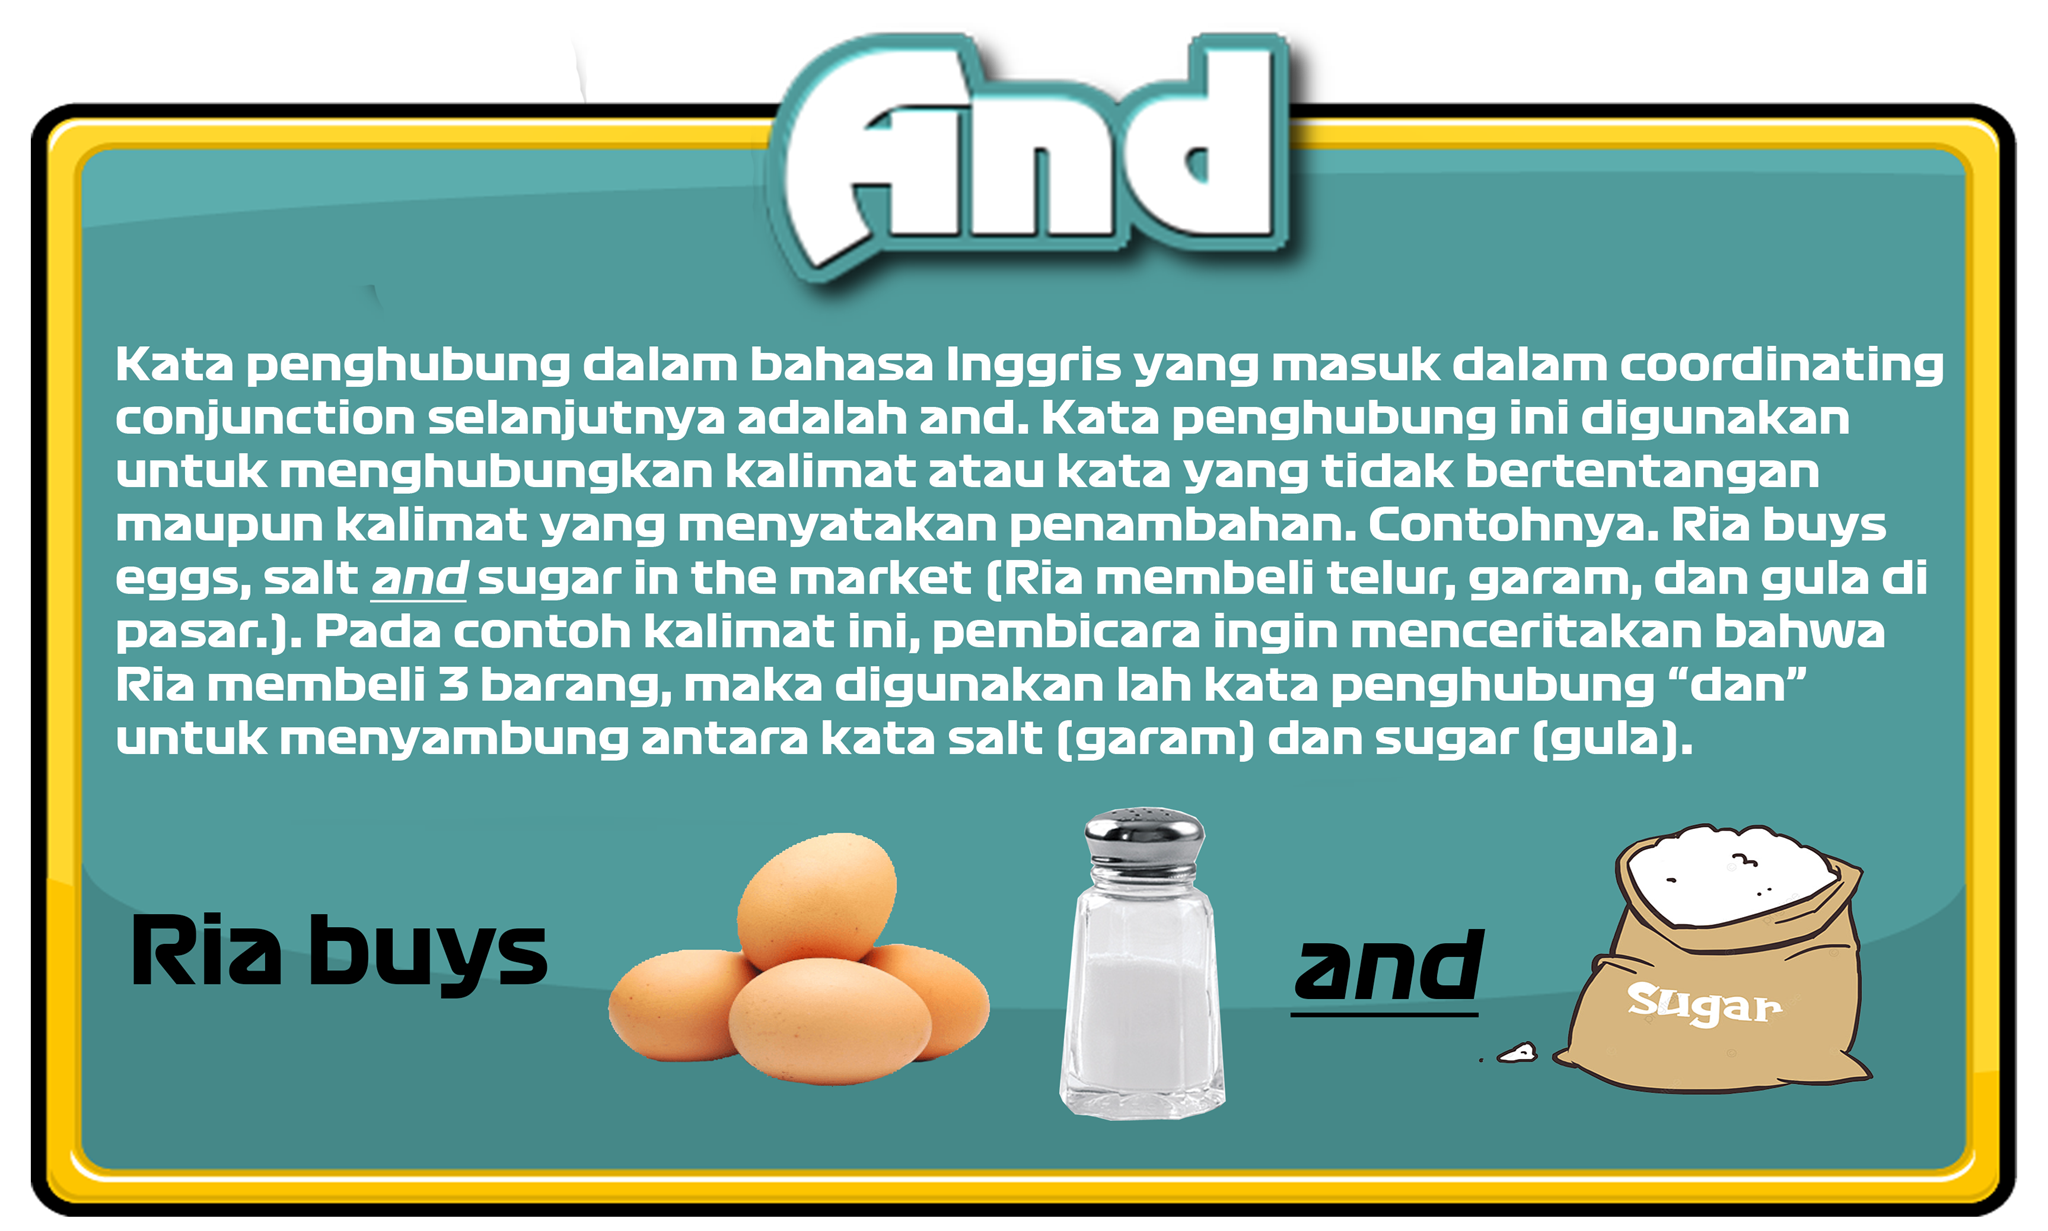 And
Kata penghubung dalam bahasa Inggris yang masuk dalam coordinating
conjunction selanjutnya adalah and. Kata penghubung ini digunakan
untuk menghubungkan kalimat atau kata yang tidak bertentangan
maupun kalimat yang menyatakan penambahan. Contohnya. Ria buys
eggs, salt and sugar in the market (Ria membeli telur, garam, dan gula di
pasar.). Pada contoh kalimat ini, pembicara ingin menceritakan bahwa
Ria membeli 3 barang, maka digunakan lah kata penghubung “dan”
untuk menyambung antara kata salt (garam) dan sugar (gula).
Ria buys
and
Sugar